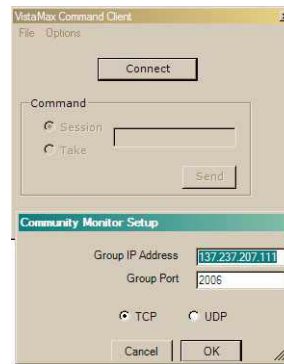 VistaMax Command Client
File Options
Connect
Command
Session
Take
Send
Community Monitor Setup
Group IP Address 137.237.207.111
Group Port 2006
TCP UDP
Cancel OK